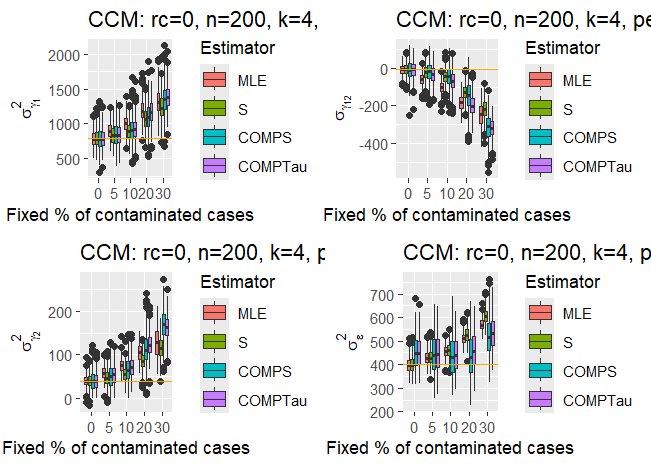 CCM: rc=0, n=200, k=4,
2000
1500
1000
500
σ²γ1
0 5 10 20 30
Fixed % of contaminated cases
Estimator
MLE
S
COMPS
COMPTau
CCM: rc=0, n=200, k=4, pe
0
-200
-400
σγ12
0 5 10 20 30
Fixed % of contaminated cases
Estimator
MLE
S
COMPS
COMPTau
CCM: rc=0, n=200, k=4, p
200
100
0
σ²γ2
0 5 10 20 30
Fixed % of contaminated cases
Estimator
MLE
S
COMPS
COMPTau
CCM: rc=0, n=200, k=4, p
700
600
500
400
300
200
σ²ε
0 5 10 20 30
Fixed % of contaminated cases
Estimator
MLE
S
COMPS
COMPTau